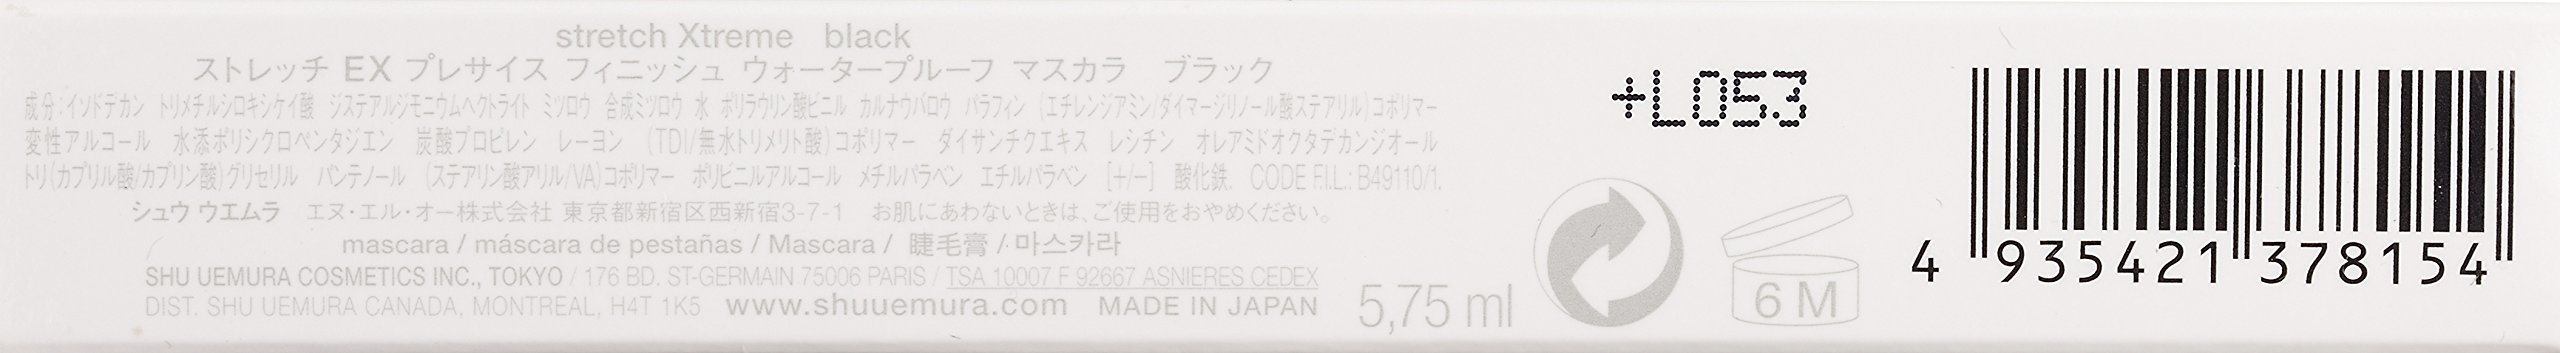 stretch Xtreme black
ストレッチ EX プレサイス フィニッシュ ウォータープルーフ マスカラ ブラック
成分:イソドデカン トリメチルシロキシケイ酸 ジステアルジモニウムヘクトライト ミツロウ 合成ミツロウ 水 ポリラウリン酸ビニル カルナウバロウ パラフィン (エチレンジアミン/ダイマージリノール酸ステアリル)コポリマー
変性アルコール 水添ポリシクロペンタジエン 炭酸プロピレン レーヨン (TDI/無水トリメリト酸)コポリマー ダイサンチクエキス レシチン オレアミドオクタデカンジオール
トリ(カプリル酸/カプリン酸)グリセリル パンテノール (ステアリン酸アリル/VA)コポリマー ポリビニルアルコール メチルパラベン エチルパラベン [+/-] 酸化鉄. CODE F.I.L.: B49110/1.
シュウ ウエムラ エヌ・エル・オー株式会社 東京都新宿区西新宿3-7-1 お肌にあわないときは、ご使用をおやめください。
mascara / máscara de pestañas / Mascara / 睫毛膏 / 마스카라
SHU UEMURA COSMETICS INC., TOKYO / 176 BD. ST-GERMAIN 75006 PARIS / TSA 10007 F 92667 ASNIERES CEDEX
DIST. SHU UEMURA CANADA, MONTREAL, H4T 1K5 www.shuuemura.com MADE IN JAPAN
5,75 ml
+L053
6 M
4 935421 378154